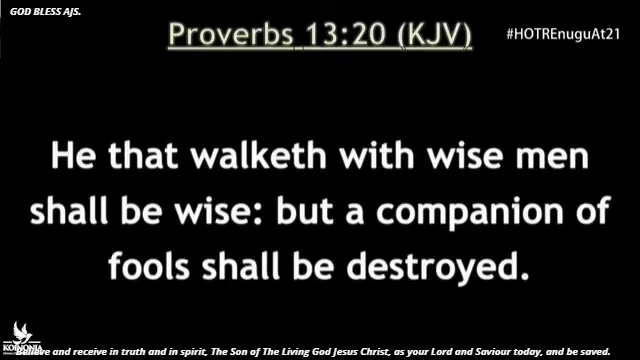 GOD BLESS AJS.
Proverbs 13:20 (KJV)
#HOTREnuguAt21
He that walketh with wise men
shall be wise: but a companion of
fools shall be destroyed.
KOINONIA
Believe and receive in truth and in spirit, The Son of The Living God Jesus Christ, as your Lord and Saviour today, and be saved.